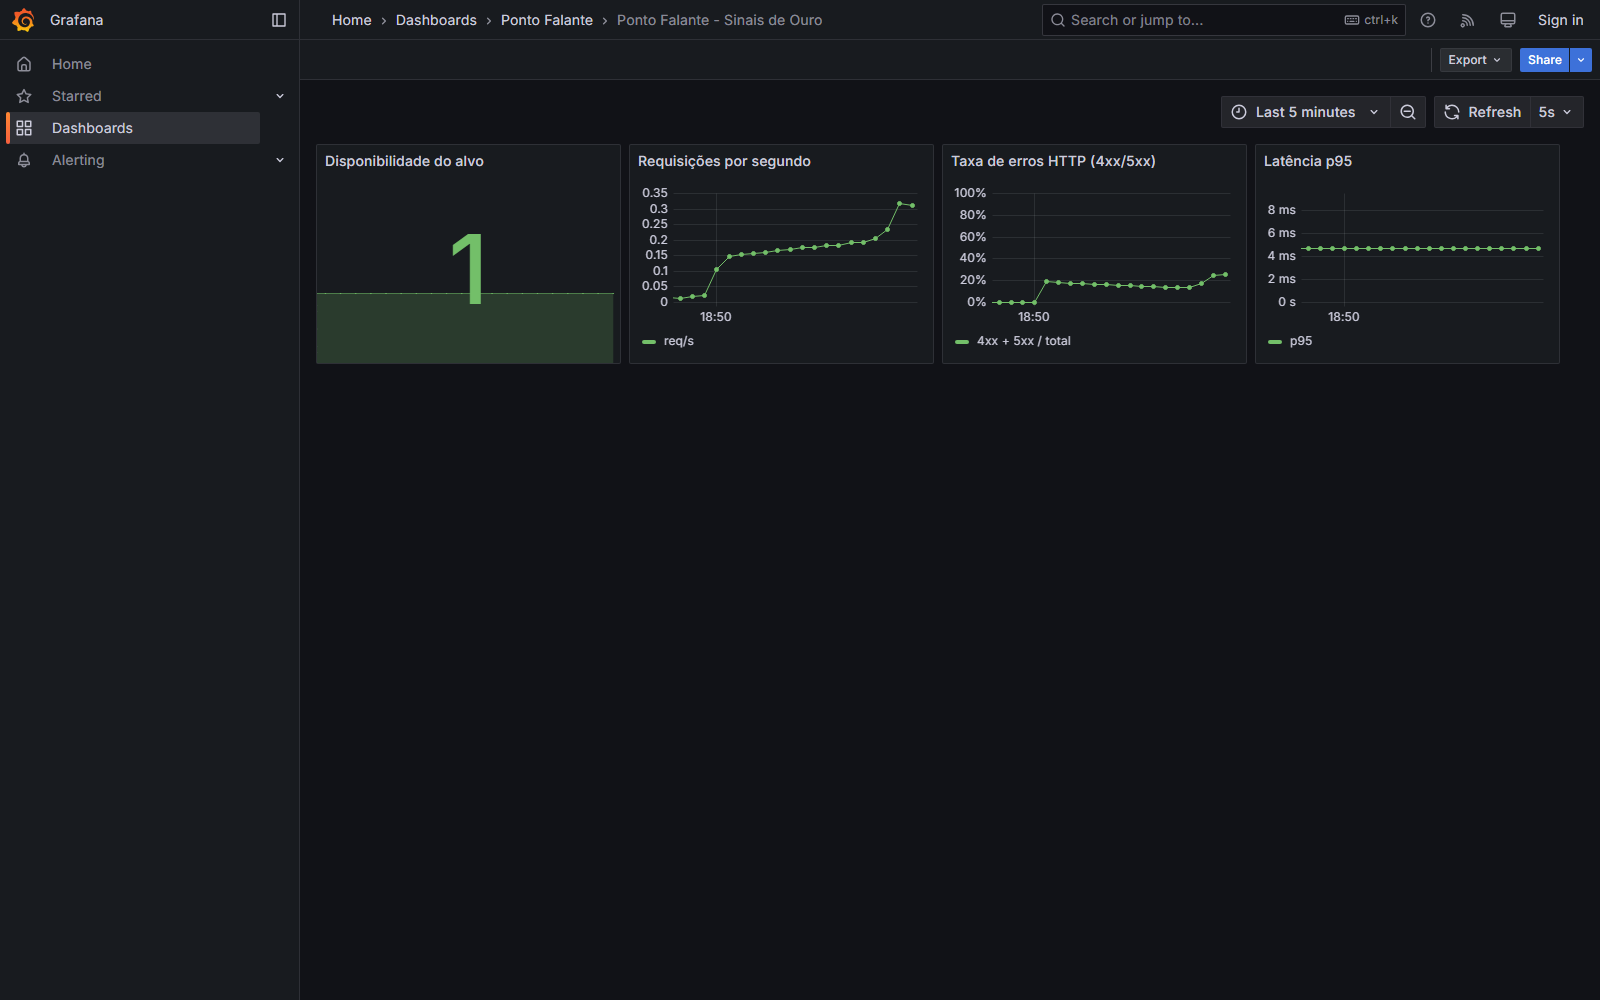 Grafana
Home › Dashboards › Ponto Falante › Ponto Falante - Sinais de Ouro
Search or jump to...
ctrl+k
Sign in
Export
Share
Home
Starred
Dashboards
Alerting
Last 5 minutes
Refresh
5s
Disponibilidade do alvo
1
Requisições por segundo
0.35
0.3
0.25
0.2
0.15
0.1
0.05
0
18:50
req/s
Taxa de erros HTTP (4xx/5xx)
100%
80%
60%
40%
20%
0%
18:50
4xx + 5xx / total
Latência p95
8 ms
6 ms
4 ms
2 ms
0 s
18:50
p95